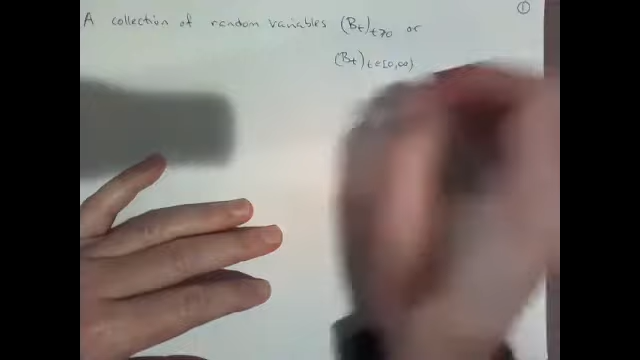 ①
A collection of random variables (B_t)_{t≥0} or
(B_t)_{t∈[0,∞)}